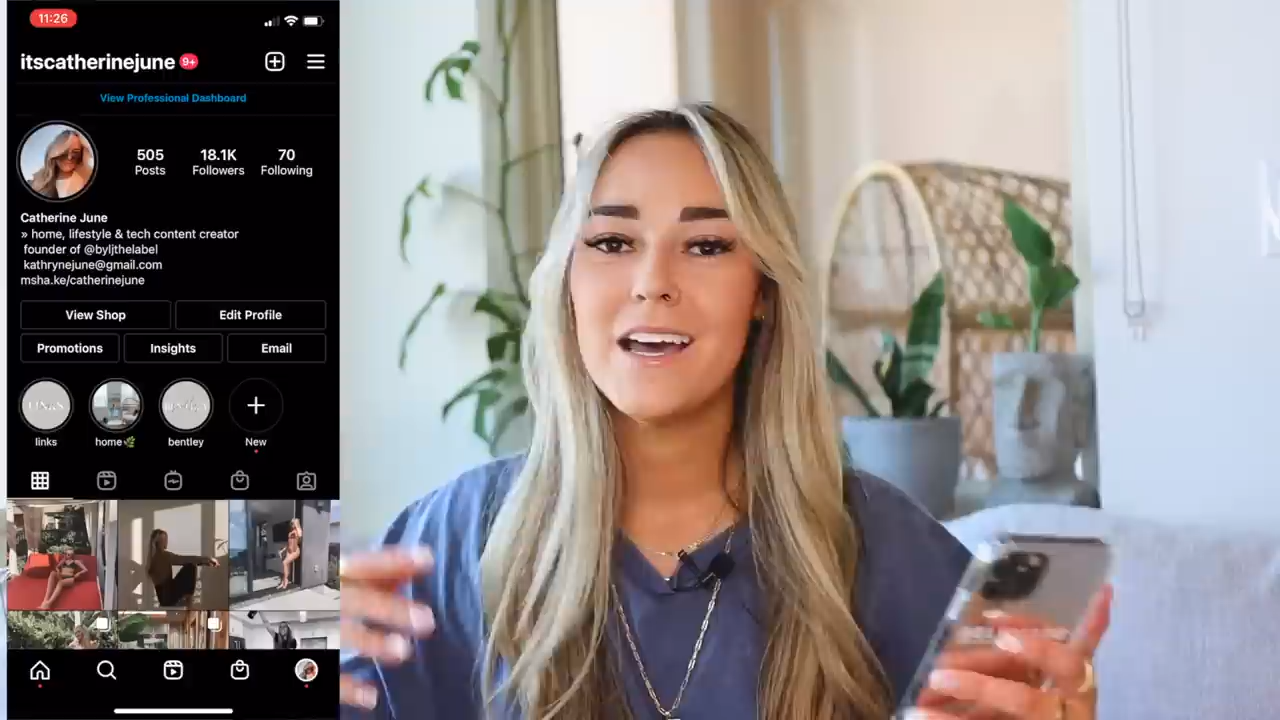 11:26
itscatherinejune 9+
View Professional Dashboard
505 18.1K 70
Posts Followers Following
Catherine June
» home, lifestyle & tech content creator
founder of @byljthelabel
kathrynejune@gmail.com
msha.ke/catherinejune
View Shop Edit Profile
Promotions Insights Email
LINKS
links home🌿 bentley New